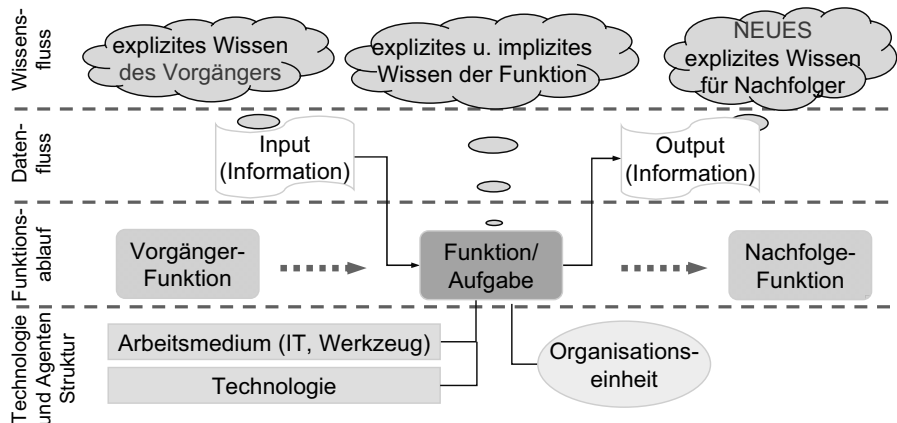 Wissens-
fluss
explizites Wissen
des Vorgängers
explizites u. implizites
Wissen der Funktion
NEUES
explizites Wissen
für Nachfolger
Daten-
fluss
Input
(Information)
Output
(Information)
Funktions-
ablauf
Vorgänger-
Funktion
Funktion/
Aufgabe
Nachfolge-
Funktion
Technologie
und Agenten
Struktur
Arbeitsmedium (IT, Werkzeug)
Technologie
Organisations-
einheit